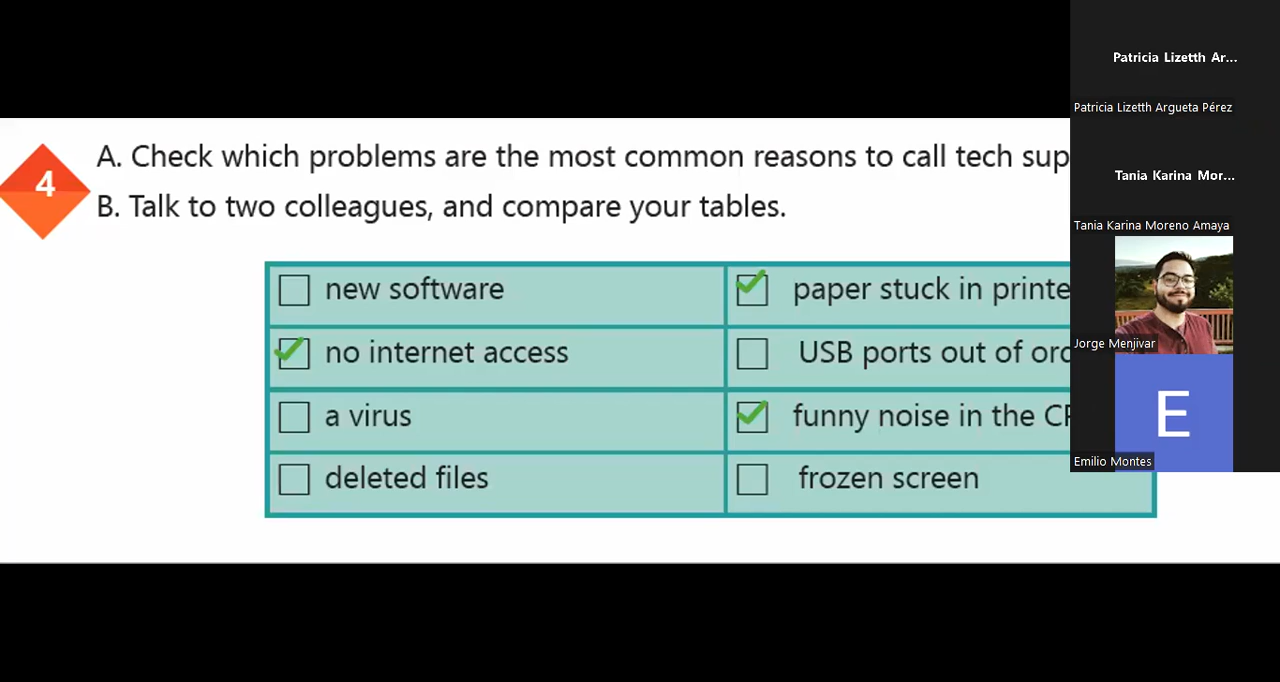 4
A. Check which problems are the most common reasons to call tech
B. Talk to two colleagues, and compare your tables.
new software
paper stuck in
no internet access
USB ports out of
a virus
funny noise in the
deleted files
frozen screen
Patricia Lizetth Ar...
Patricia Lizetth Argueta Pérez
Tania Karina Mor...
Tania Karina Moreno Amaya
Jorge Menjivar
E
Emilio Montes